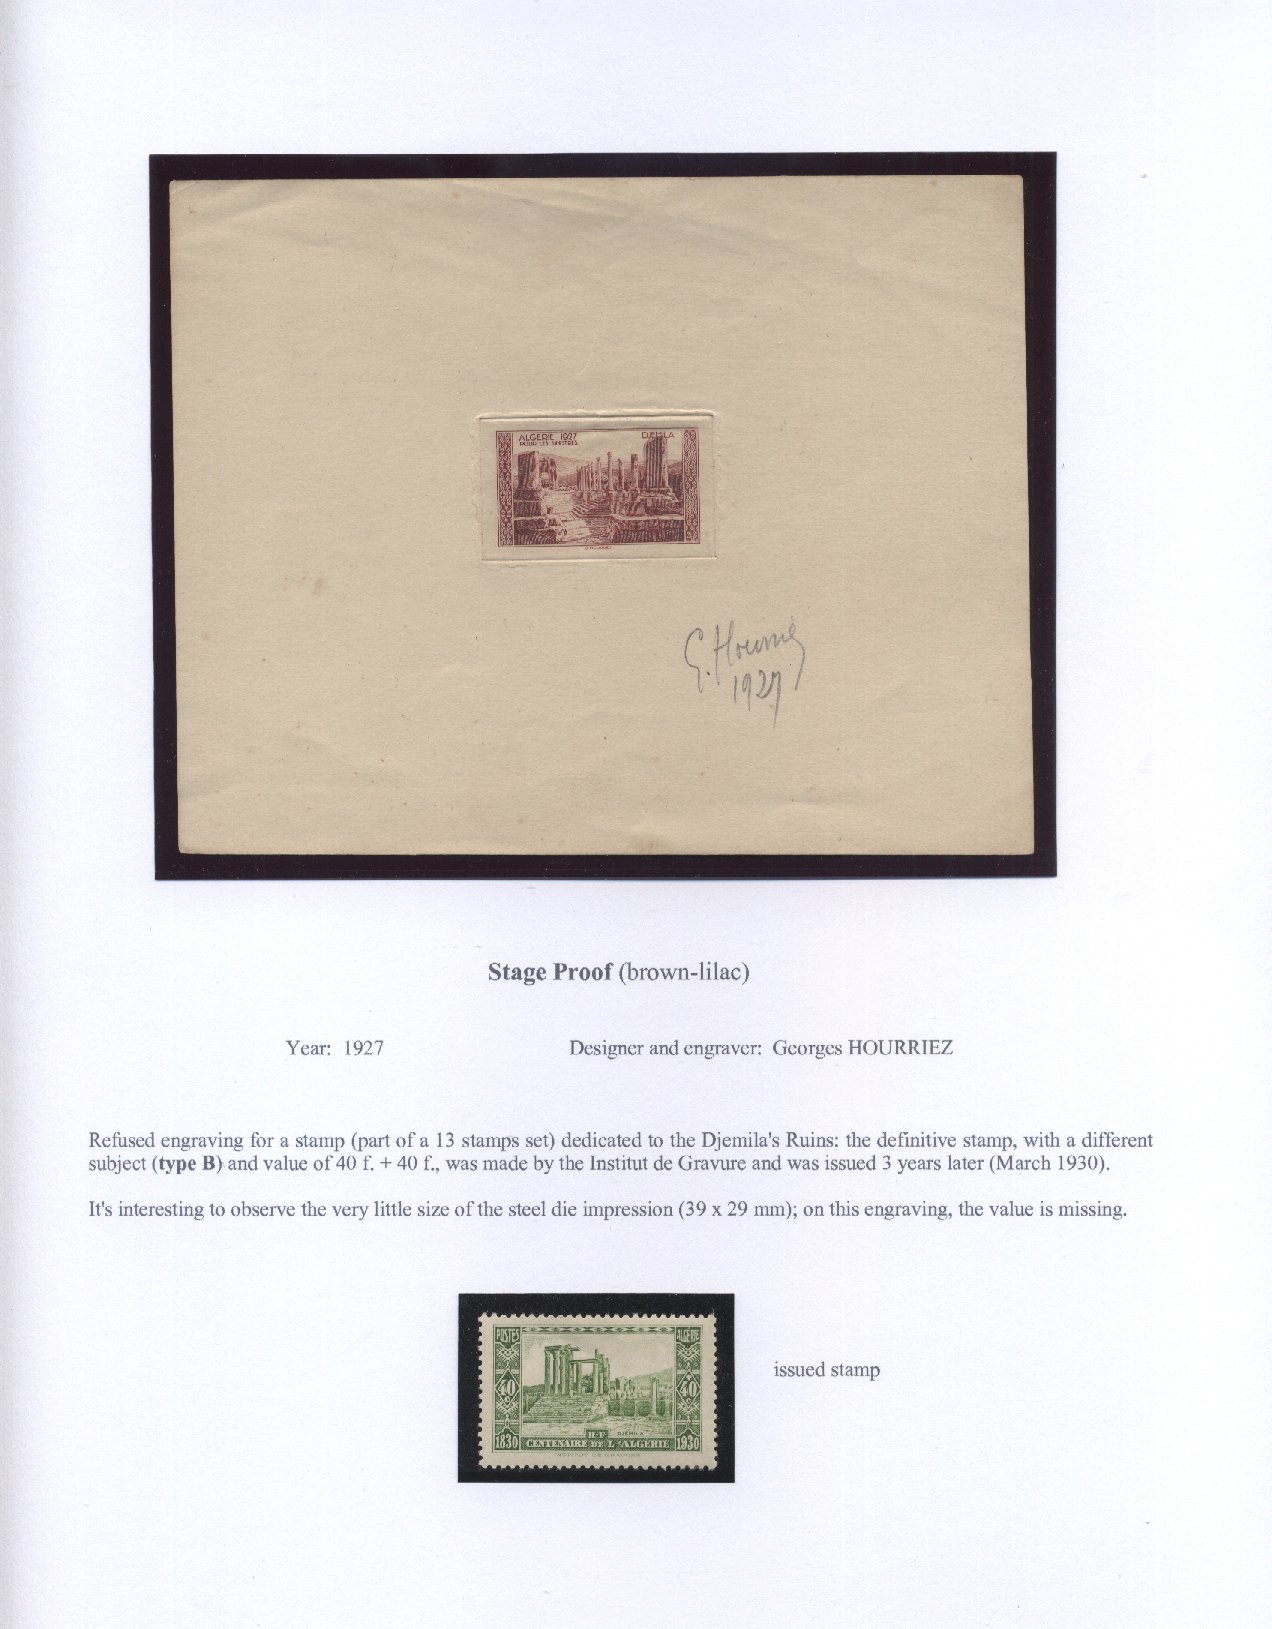 ALGERIE 1927 DJEMILA
POUR LES SINISTRES
G. Hourriez
1927
Stage Proof (brown-lilac)
Year: 1927 Designer and engraver: Georges HOURRIEZ
Refused engraving for a stamp (part of a 13 stamps set) dedicated to the Djemila's Ruins: the definitive stamp, with a different
subject (type B) and value of 40 f. + 40 f., was made by the Institut de Gravure and was issued 3 years later (March 1930).
It's interesting to observe the very little size of the steel die impression (39 x 29 mm); on this engraving, the value is missing.
POSTES ALGERIE
40 40
RF DJEMILA
1830 CENTENAIRE DE L'ALGERIE 1930
issued stamp